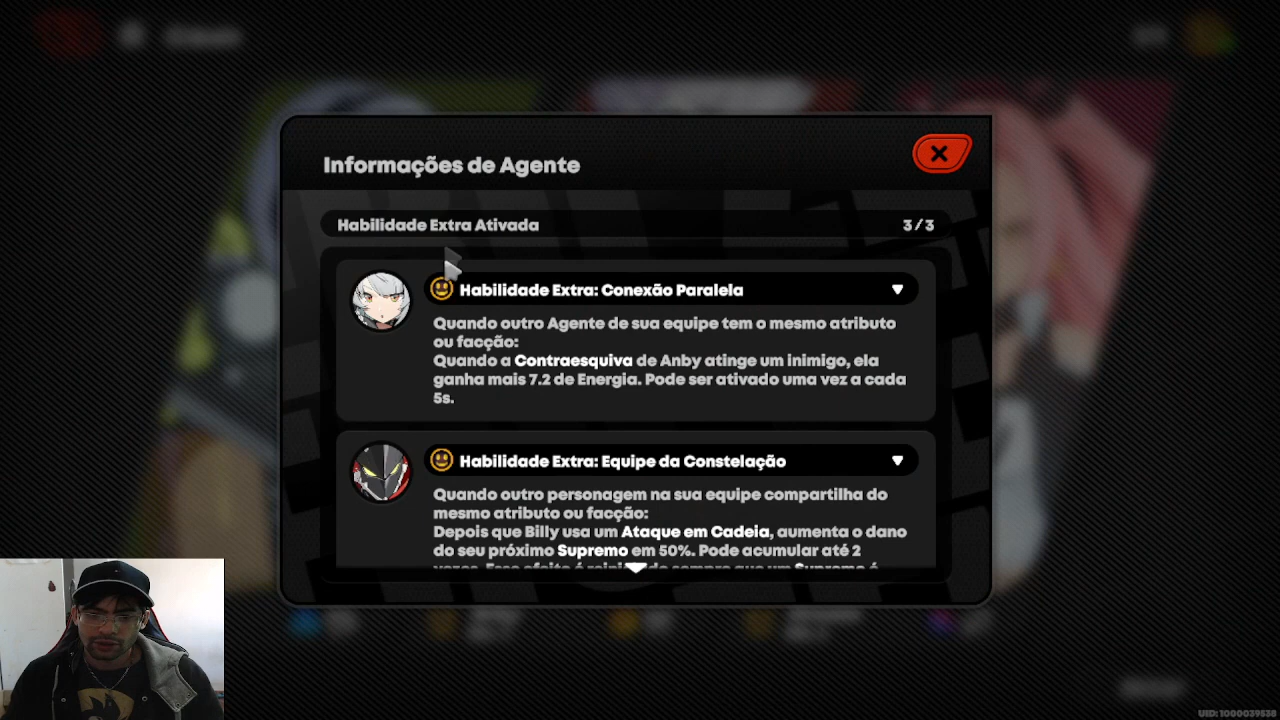 Informações de Agente
Habilidade Extra Ativada
3/3
Habilidade Extra: Conexão Paralela
Quando outro Agente de sua equipe tem o mesmo atributo
ou facção:
Quando a Contraesquiva de Anby atinge um inimigo, ela
ganha mais 7.2 de Energia. Pode ser ativado uma vez a cada
5s.
Habilidade Extra: Equipe da Constelação
Quando outro personagem na sua equipe compartilha do
mesmo atributo ou facção:
Depois que Billy usa um Ataque em Cadeia, aumenta o dano
do seu próximo Supremo em 50%. Pode acumular até 2
UID: 1000039538